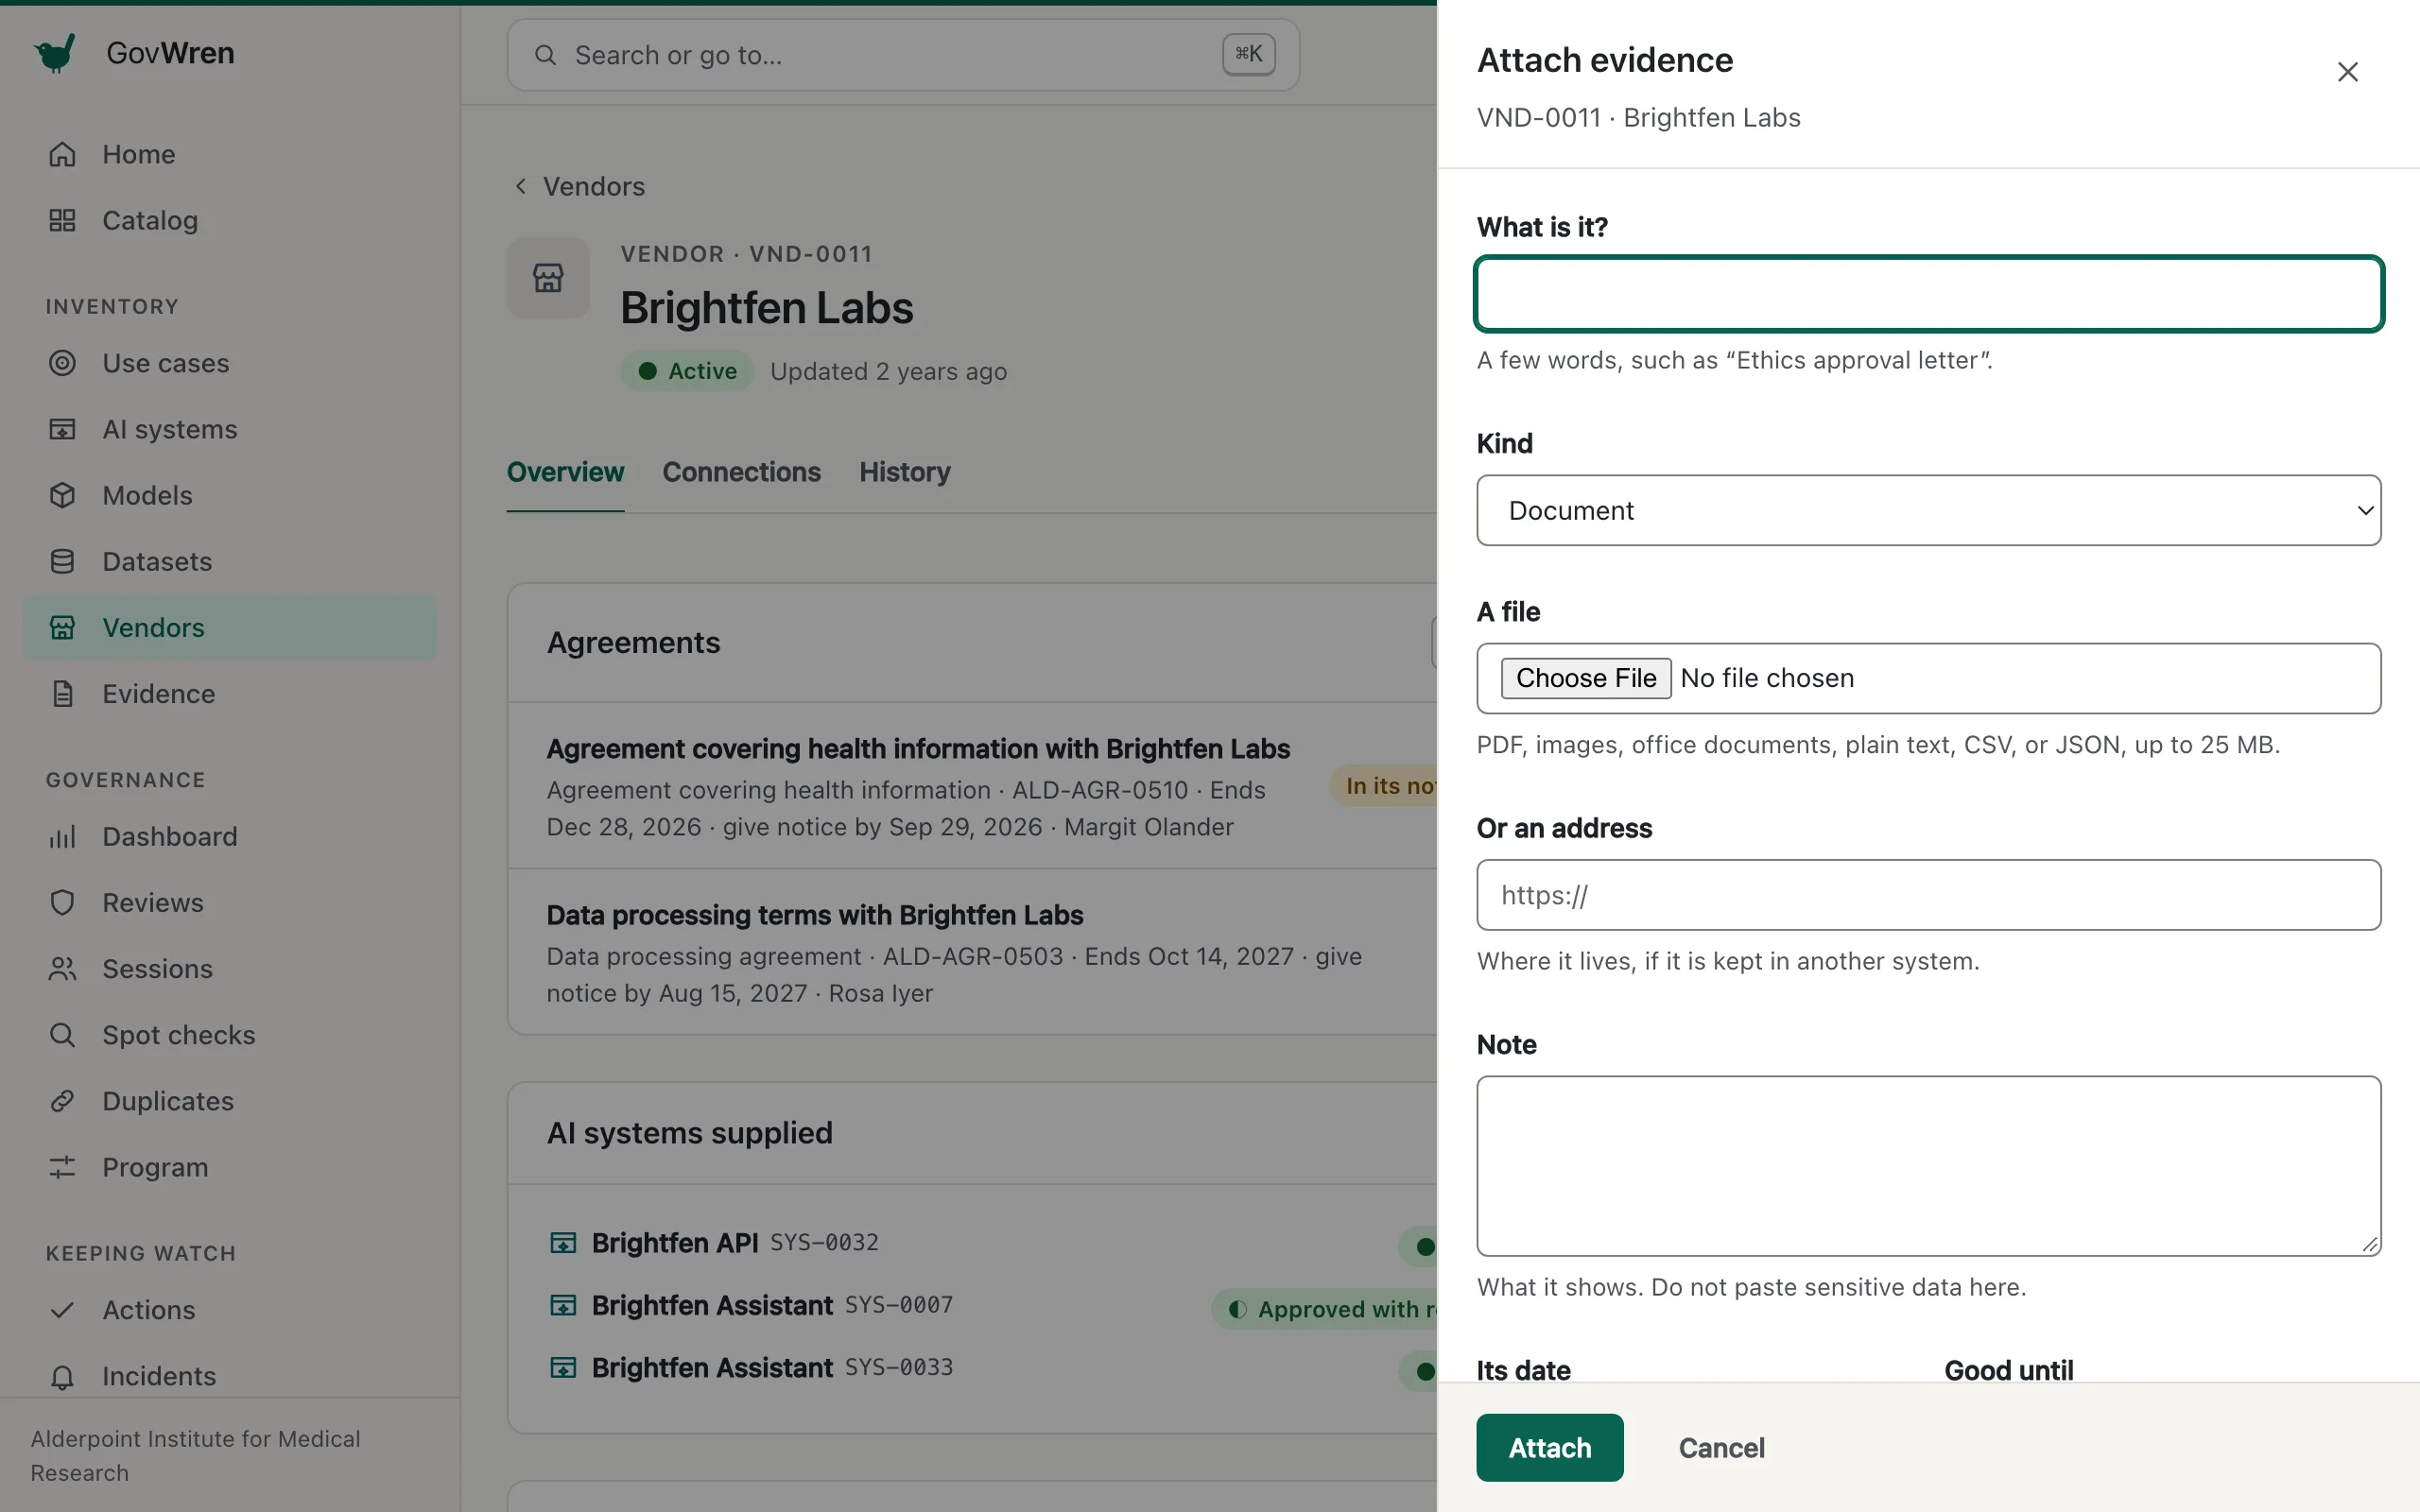 GovWren
Home
Catalog
INVENTORY
Use cases
AI systems
Models
Datasets
Vendors
Evidence
GOVERNANCE
Dashboard
Reviews
Sessions
Spot checks
Duplicates
Program
KEEPING WATCH
Actions
Incidents
Alderpoint Institute for Medical
Research
Search or go to...
⌘K
Vendors
VENDOR · VND-0011
Brightfen Labs
Active
Updated 2 years ago
Overview
Connections
History
Agreements
Agreement covering health information with Brightfen Labs
Agreement covering health information · ALD-AGR-0510 · Ends
Dec 28, 2026 · give notice by Sep 29, 2026 · Margit Olander
In its
Data processing terms with Brightfen Labs
Data processing agreement · ALD-AGR-0503 · Ends Oct 14, 2027 · give
notice by Aug 15, 2027 · Rosa Iyer
AI systems supplied
Brightfen API SYS-0032
Brightfen Assistant SYS-0007
Approved with
Brightfen Assistant SYS-0033
Attach evidence
VND-0011 · Brightfen Labs
What is it?
A few words, such as “Ethics approval letter”.
Kind
Document
A file
Choose File No file chosen
PDF, images, office documents, plain text, CSV, or JSON, up to 25 MB.
Or an address
https://
Where it lives, if it is kept in another system.
Note
What it shows. Do not paste sensitive data here.
Its date
Good until
Attach
Cancel